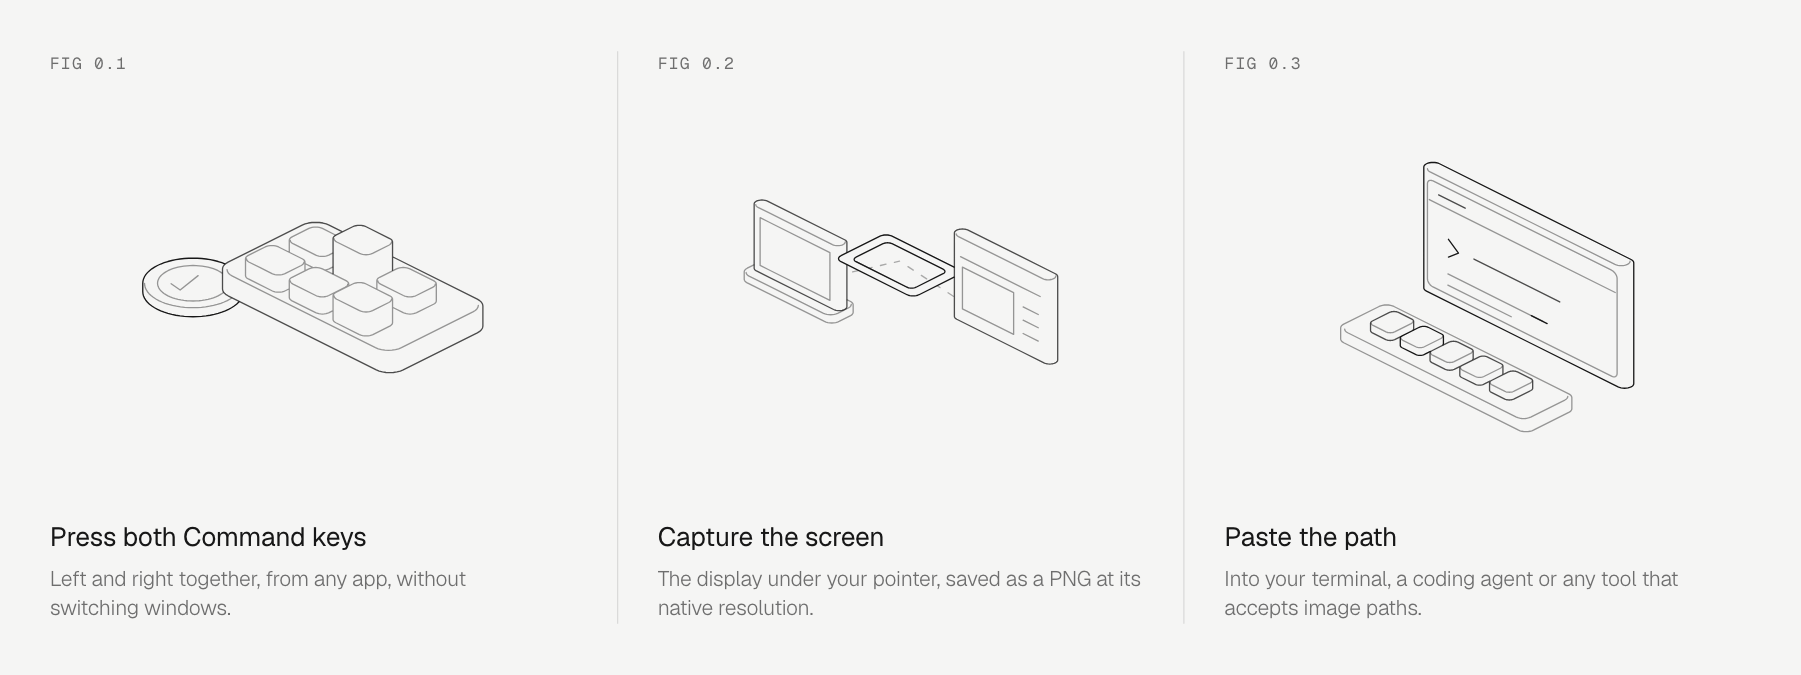 FIG 0.1
Press both Command keys
Left and right together, from any app, without
switching windows.
FIG 0.2
Capture the screen
The display under your pointer, saved as a PNG at its
native resolution.
FIG 0.3
Paste the path
Into your terminal, a coding agent or any tool that
accepts image paths.